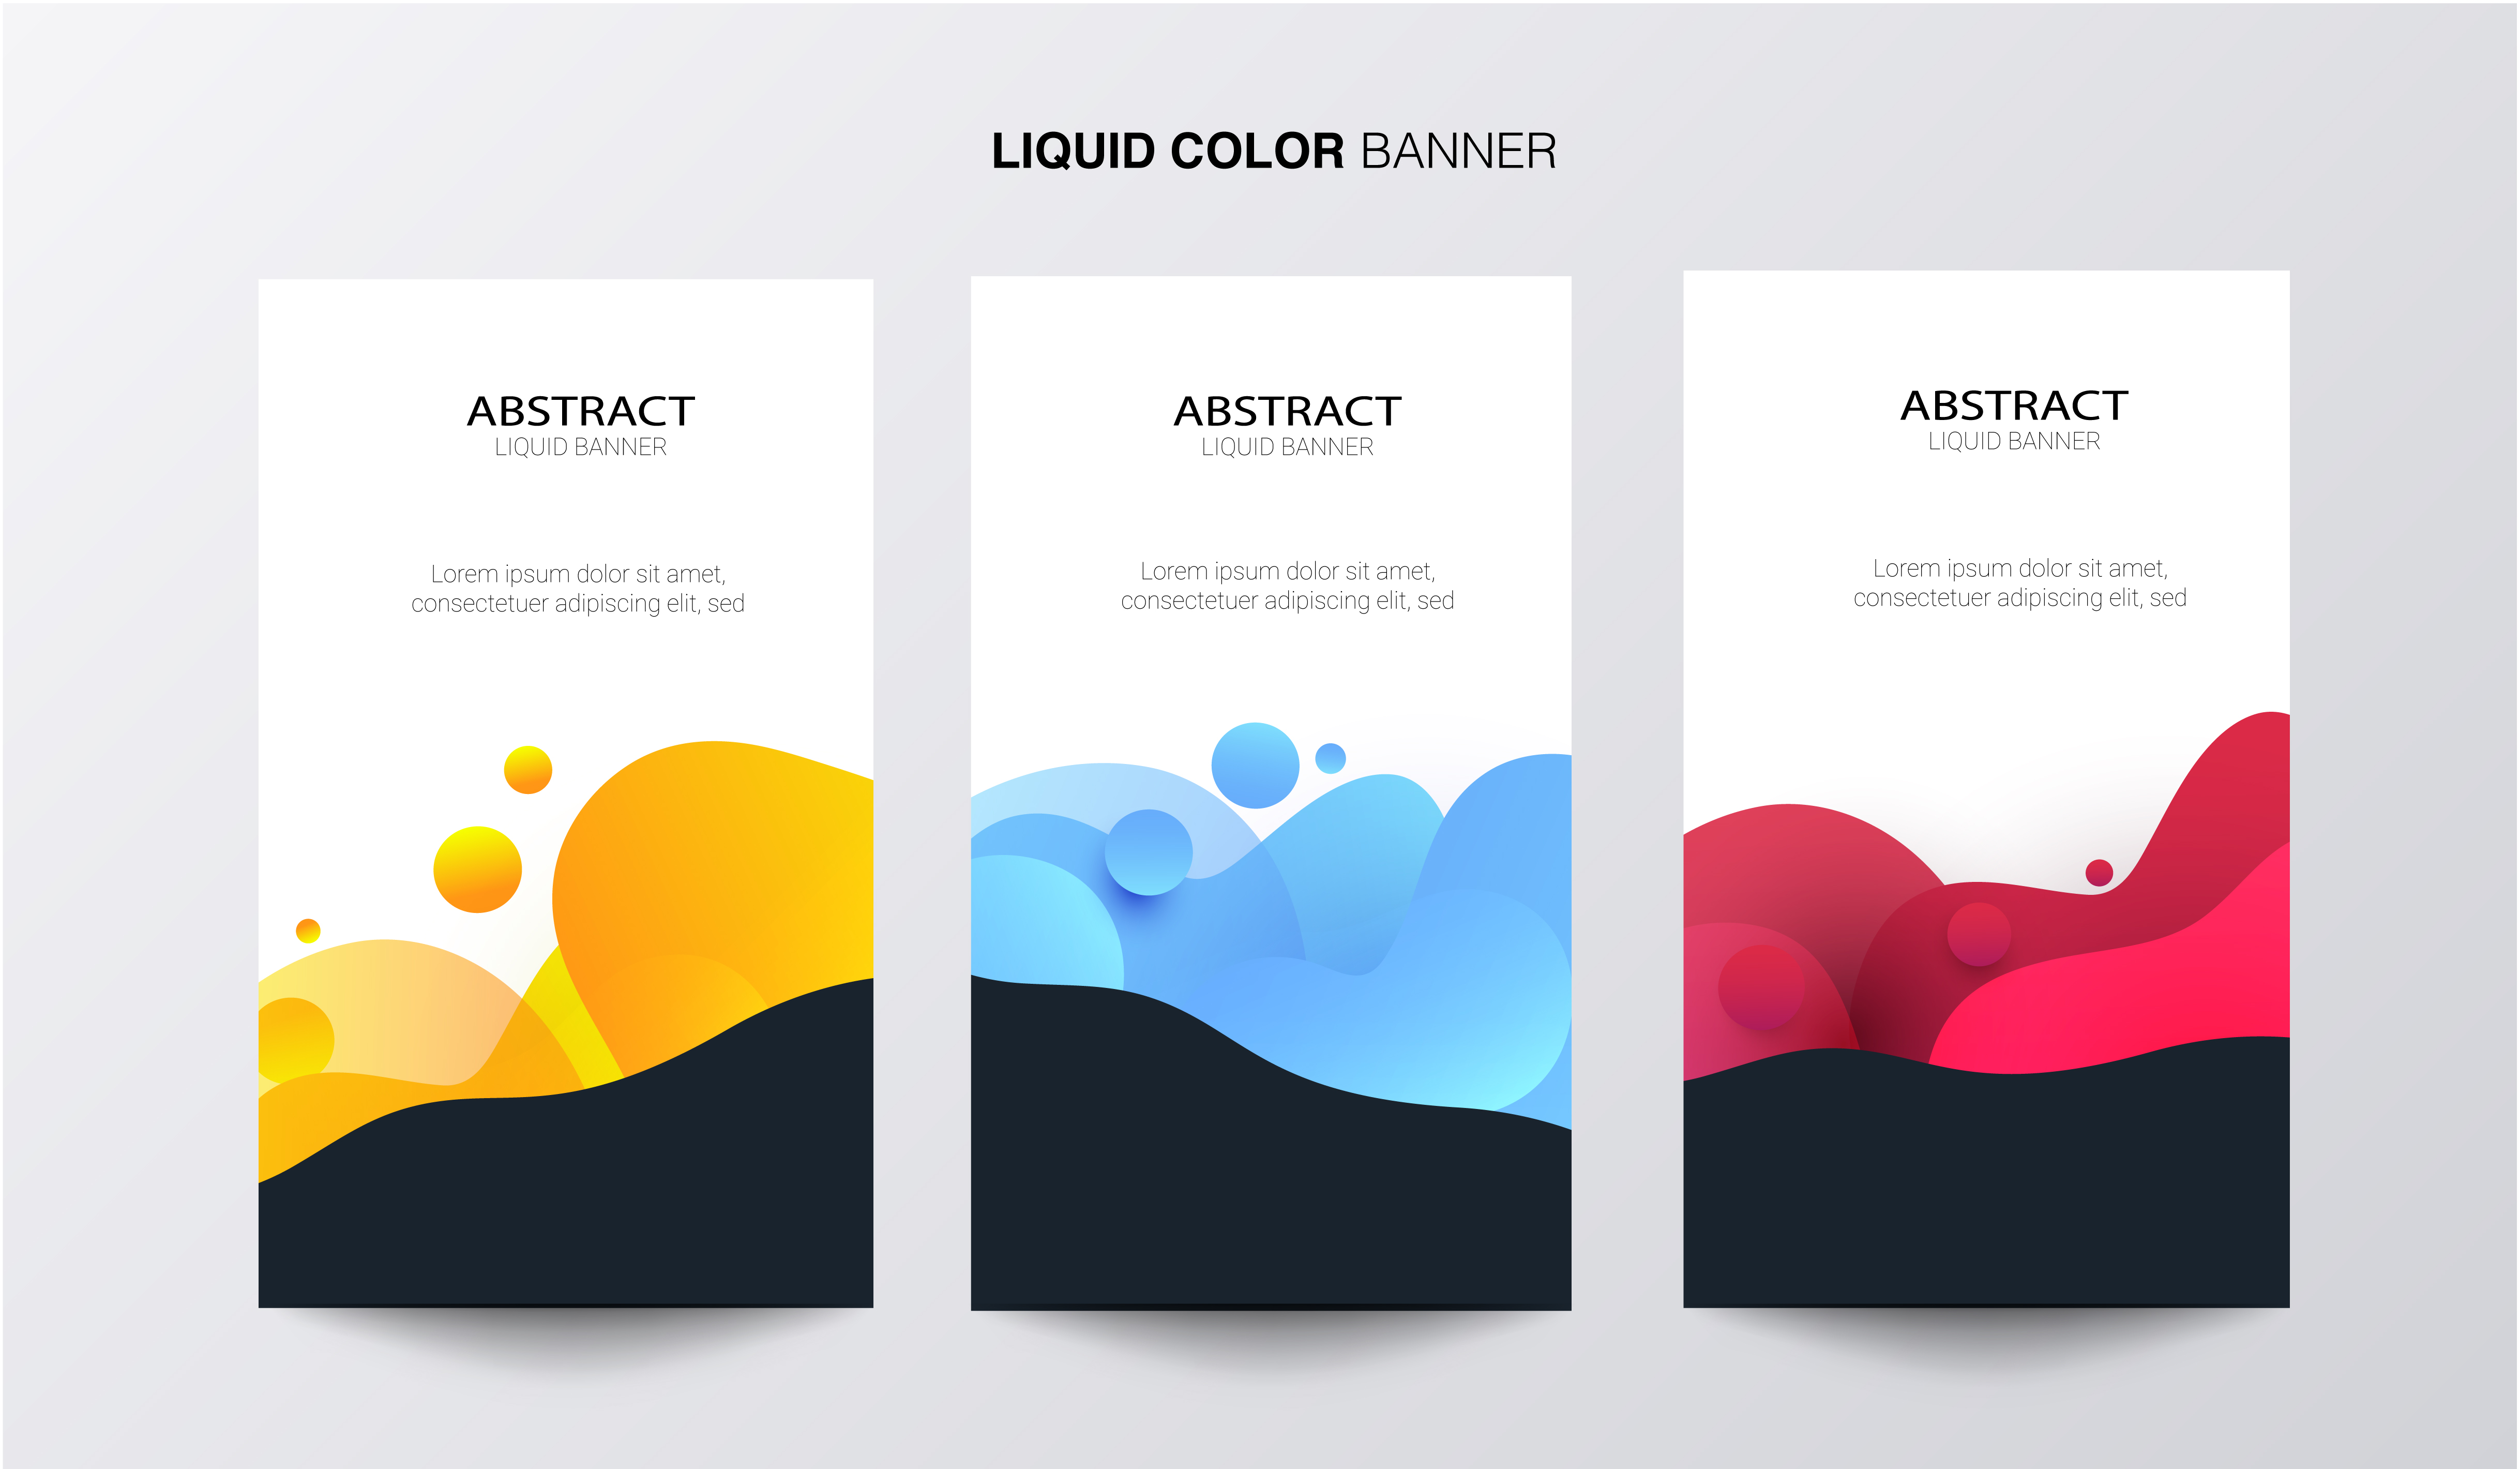 LIQUID COLOR BANNER
ABSTRACT
LIQUID BANNER
Lorem ipsum dolor sit amet,
consectetuer adipiscing elit, sed
ABSTRACT
LIQUID BANNER
Lorem ipsum dolor sit amet,
consectetuer adipiscing elit, sed
ABSTRACT
LIQUID BANNER
Lorem ipsum dolor sit amet,
consectetuer adipiscing elit, sed